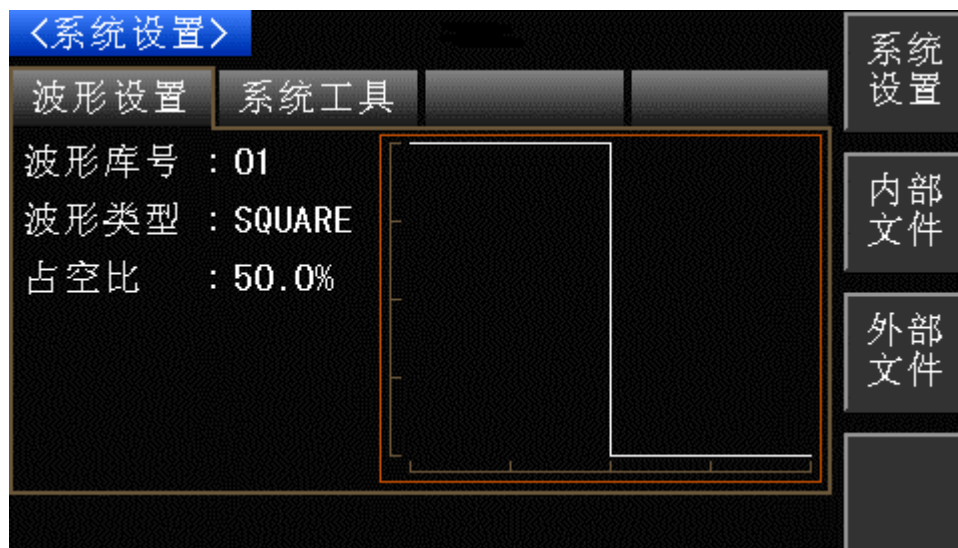 <系统设置>
波形设置 系统工具
波形库号 : 01
波形类型 : SQUARE
占空比 : 50.0%
系统
设置
内部
文件
外部
文件